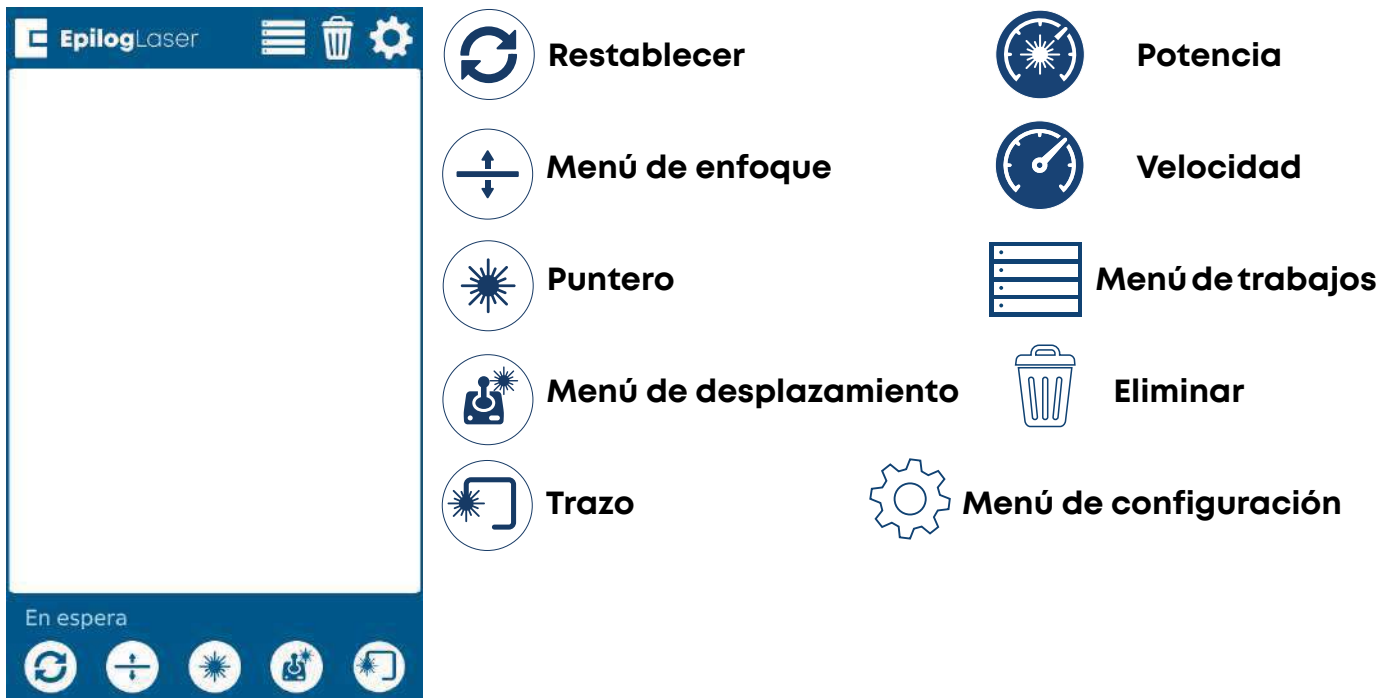 EpilogLaser
En espera
Restablecer
Menú de enfoque
Puntero
Menú de desplazamiento
Trazo
Potencia
Velocidad
Menú de trabajos
Eliminar
Menú de configuración